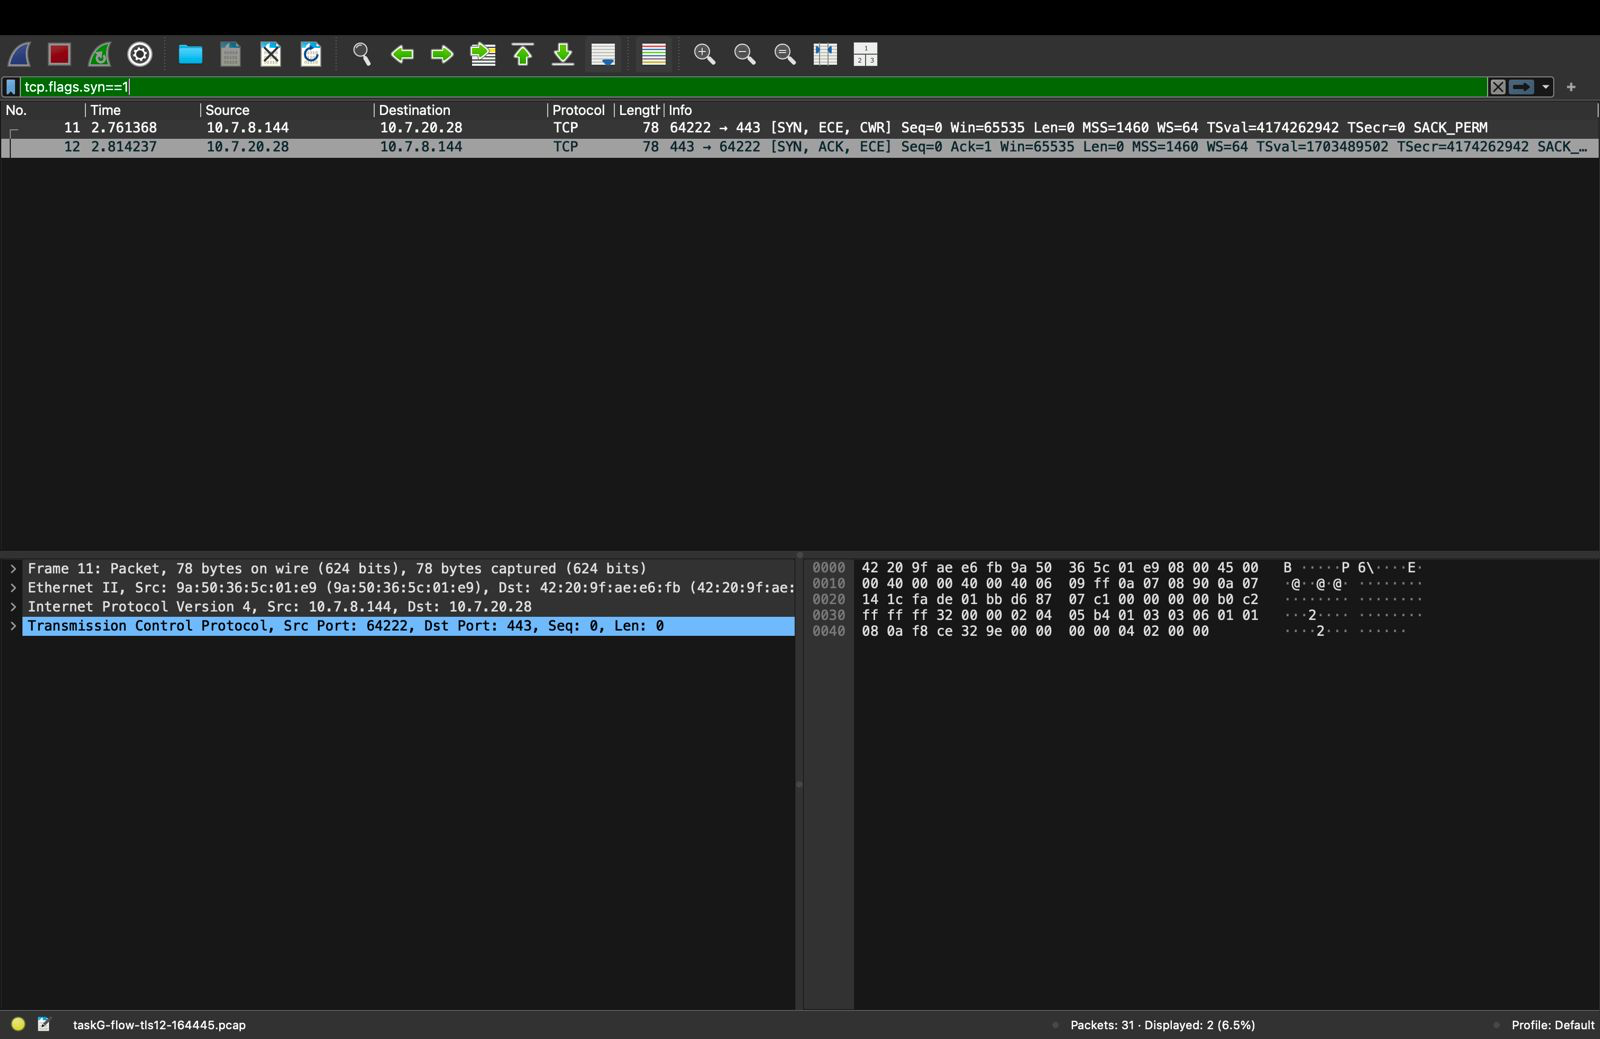 tcp.flags.syn==1
No. Time Source Destination Protocol Length Info
11 2.761368 10.7.8.144 10.7.20.28 TCP 78 64222 → 443 [SYN, ECE, CWR] Seq=0 Win=65535 Len=0 MSS=1460 WS=64 TSval=4174262942 TSecr=0 SACK_PERM
12 2.814237 10.7.20.28 10.7.8.144 TCP 78 443 → 64222 [SYN, ACK, ECE] Seq=0 Ack=1 Win=65535 Len=0 MSS=1460 WS=64 TSval=1703489502 TSecr=4174262942 SACK_…
Frame 11: Packet, 78 bytes on wire (624 bits), 78 bytes captured (624 bits)
Ethernet II, Src: 9a:50:36:5c:01:e9 (9a:50:36:5c:01:e9), Dst: 42:20:9f:ae:e6:fb (42:20:9f:ae:
Internet Protocol Version 4, Src: 10.7.8.144, Dst: 10.7.20.28
Transmission Control Protocol, Src Port: 64222, Dst Port: 443, Seq: 0, Len: 0
0000 42 20 9f ae e6 fb 9a 50 36 5c 01 e9 08 00 45 00 B ·····P 6\····E·
0010 00 40 00 00 40 00 40 06 09 ff 0a 07 08 90 0a 07 ·@··@·@· ········
0020 14 1c fa de 01 bb d6 87 07 c1 00 00 00 00 b0 c2 ········ ········
0030 ff ff ff 32 00 00 02 04 05 b4 01 03 03 06 01 01 ···2···· ········
0040 08 0a f8 ce 32 9e 00 00 00 00 04 02 00 00 ····2··· ······
taskG-flow-tls12-164445.pcap
Packets: 31 · Displayed: 2 (6.5%)
Profile: Default